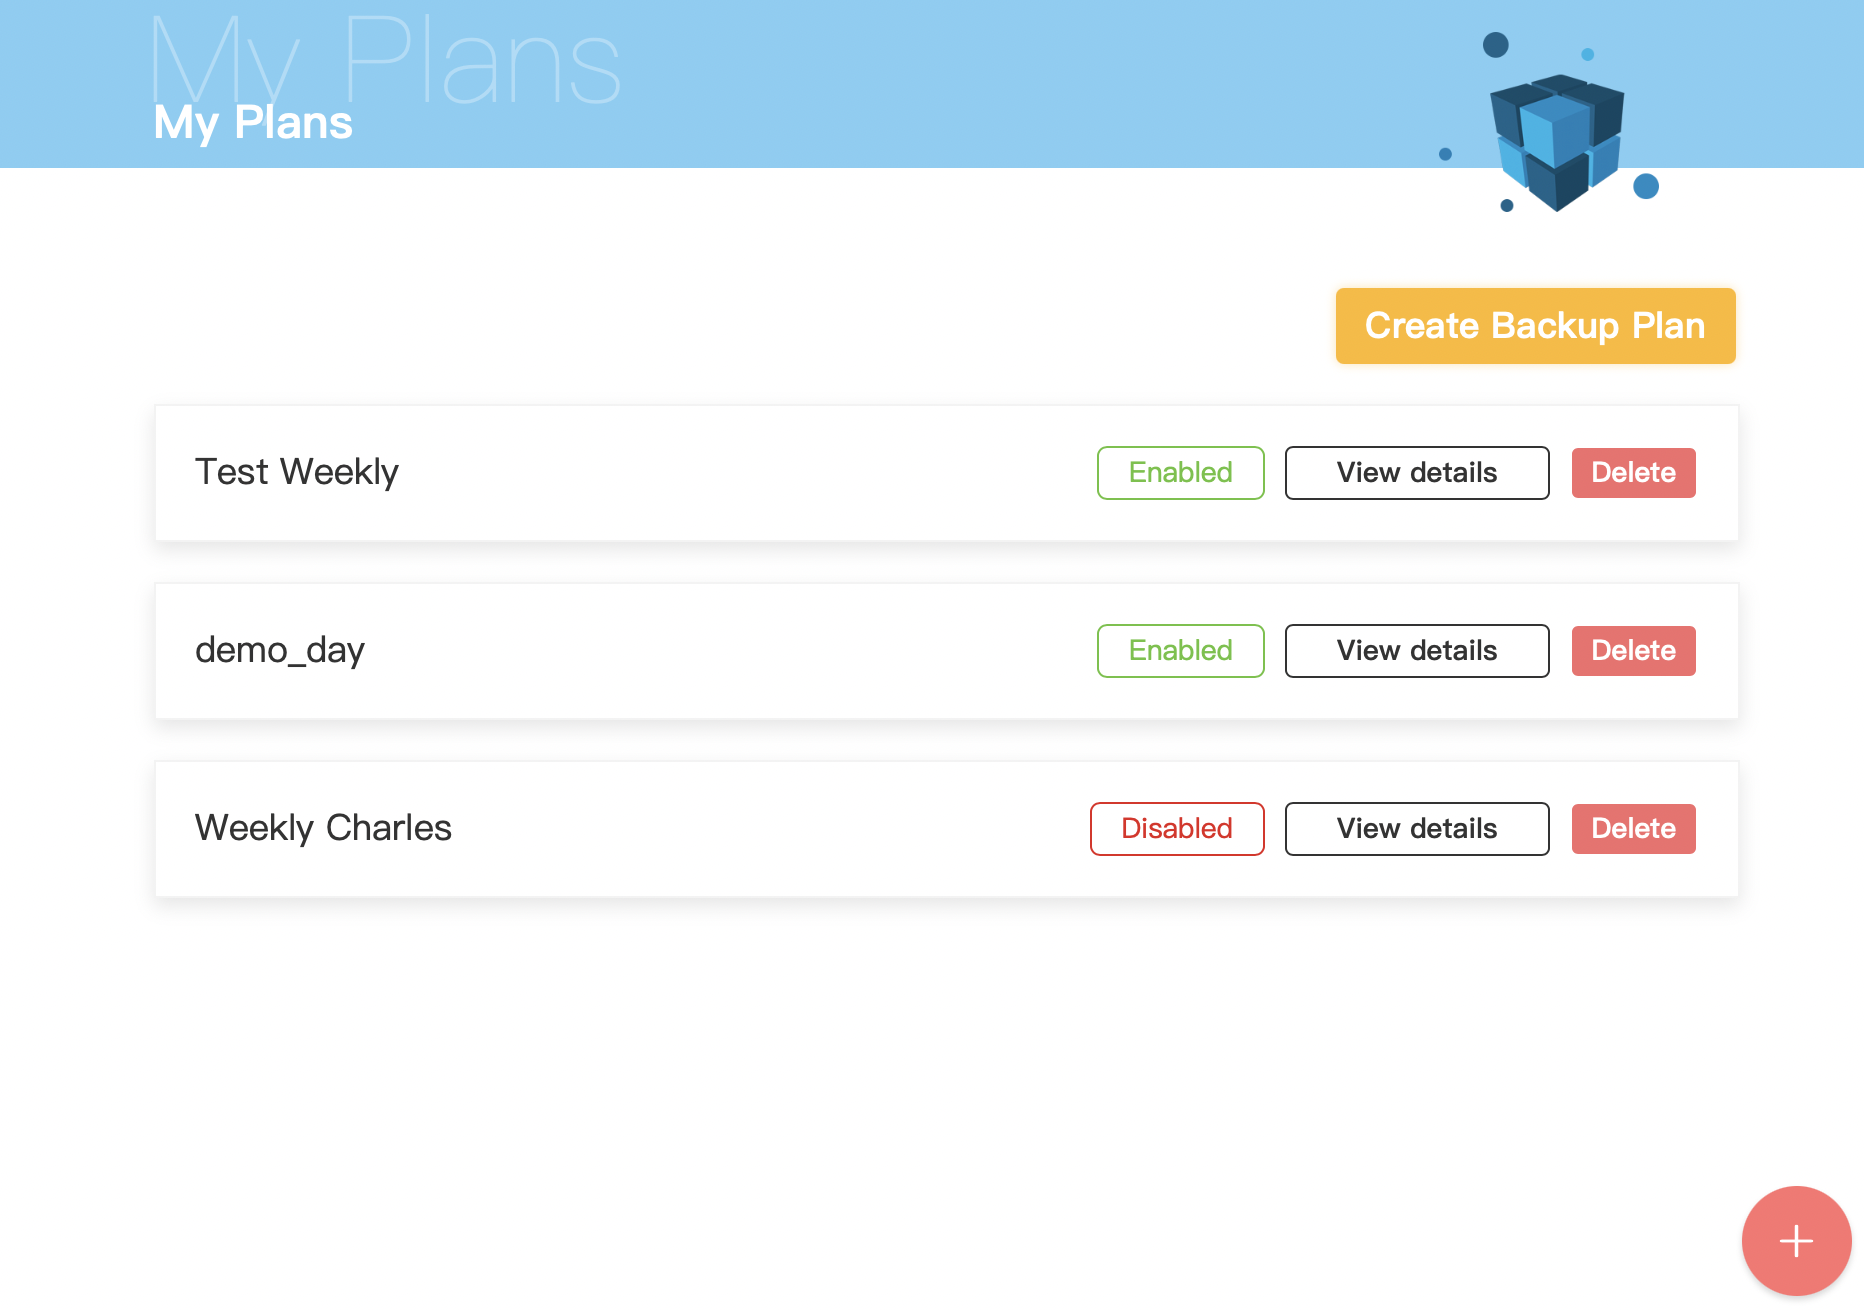 My Plans
My Plans
Create Backup Plan
Test Weekly Enabled View details Delete
demo_day Enabled View details Delete
Weekly Charles Disabled View details Delete